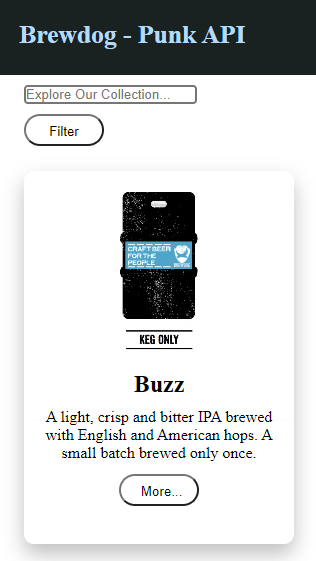 Brewdog - Punk API
Explore Our Collection...
Filter
CRAFT BEER
FOR THE
PEOPLE
KEG ONLY
Buzz
A light, crisp and bitter IPA brewed
with English and American hops. A
small batch brewed only once.
More...